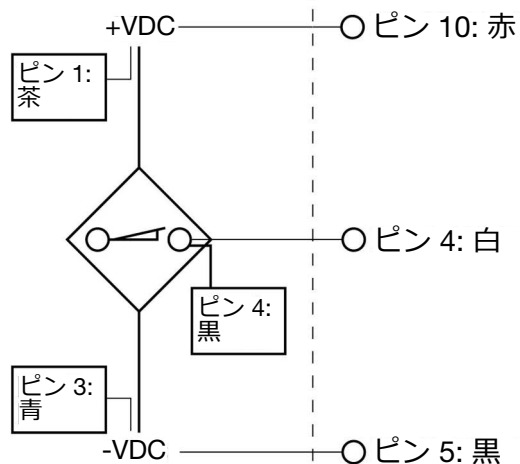 +VDC
ピン 10: 赤
ピン 1:
茶
ピン 4: 白
ピン 4:
黒
ピン 3:
青
-VDC
ピン 5: 黒